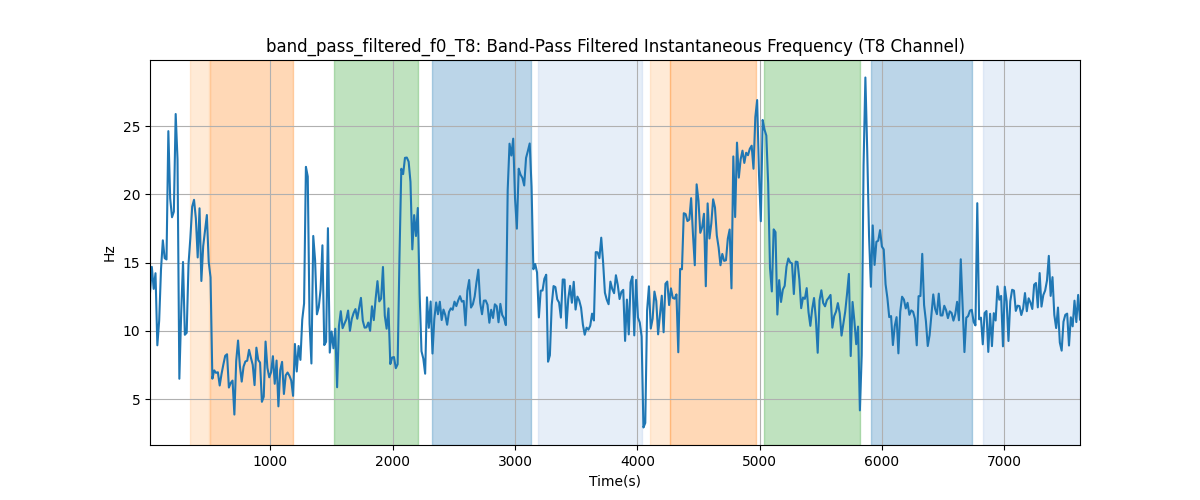 band_pass_filtered_f0_T8: Band-Pass Filtered Instantaneous Frequency (T8 Channel)
Hz
25
20
15
10
5
1000 2000 3000 4000 5000 6000 7000
Time(s)